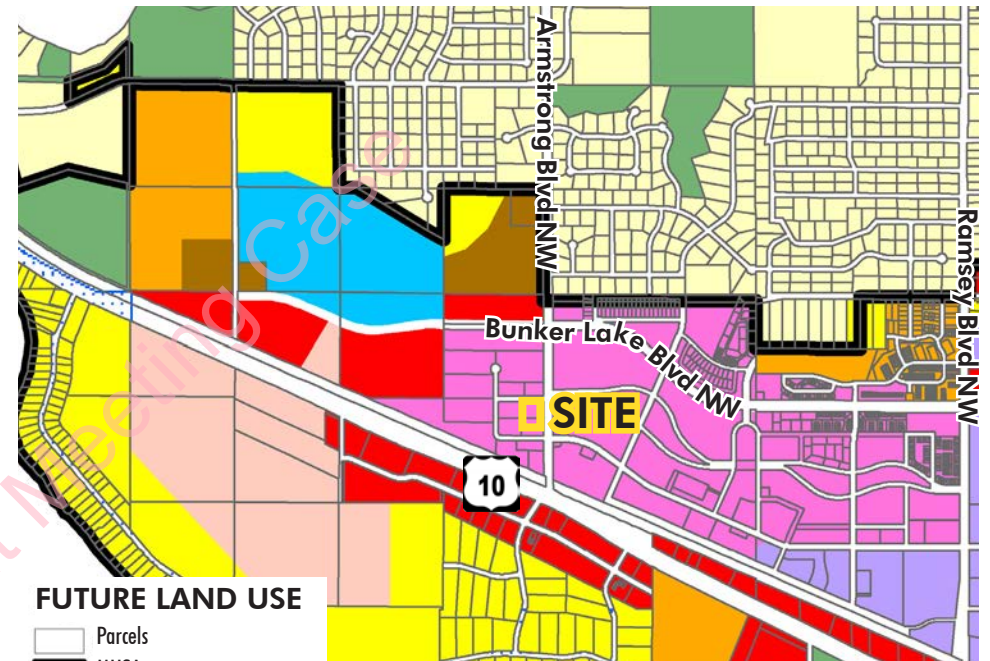 Armstrong Blvd NW
Ramsey Blvd NW
Bunker Lake Blvd NW
SITE
10
Meeting Case
FUTURE LAND USE
Parcels